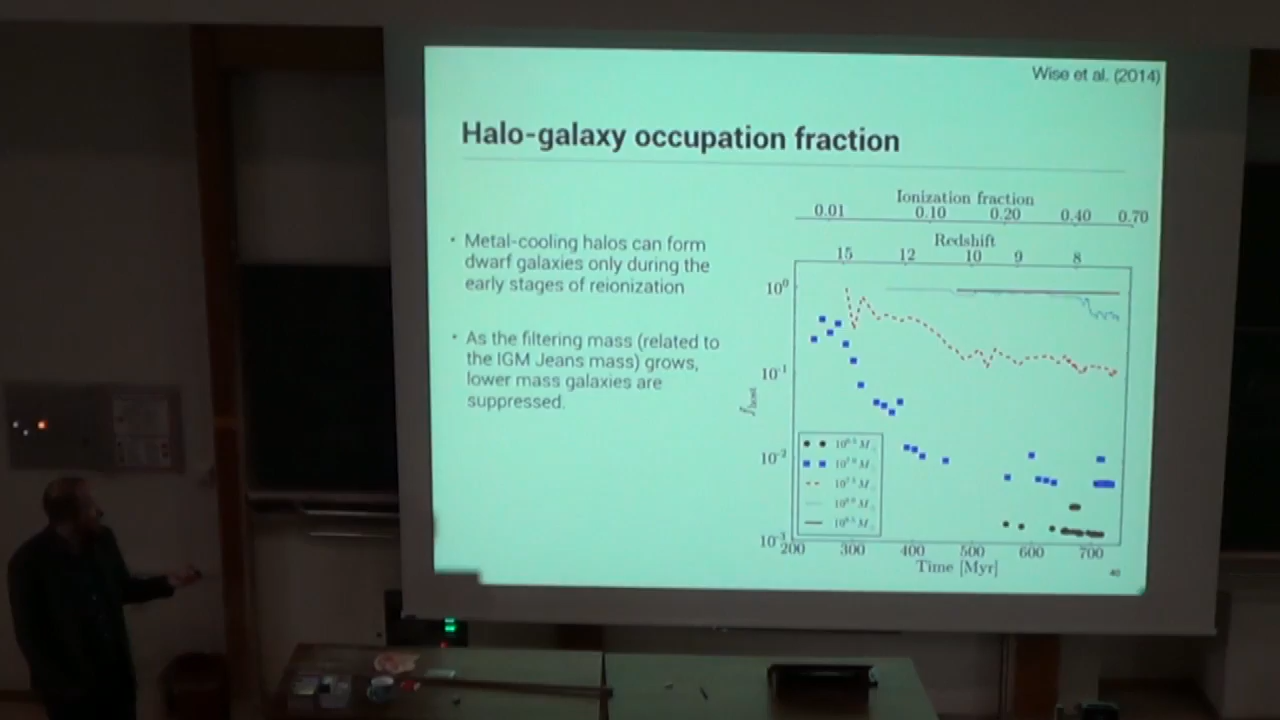 Wise et al. (2014)
Halo-galaxy occupation fraction
• Metal-cooling halos can form
dwarf galaxies only during the
early stages of reionization
• As the filtering mass (related to
the IGM Jeans mass) grows,
lower mass galaxies are
suppressed.
Ionization fraction
0.01 0.10 0.20 0.40 0.70
Redshift
15 12 10 9 8
10⁰
10⁻¹
10⁻²
10⁻³
f_host
200 300 400 500 600 700
Time [Myr]
40